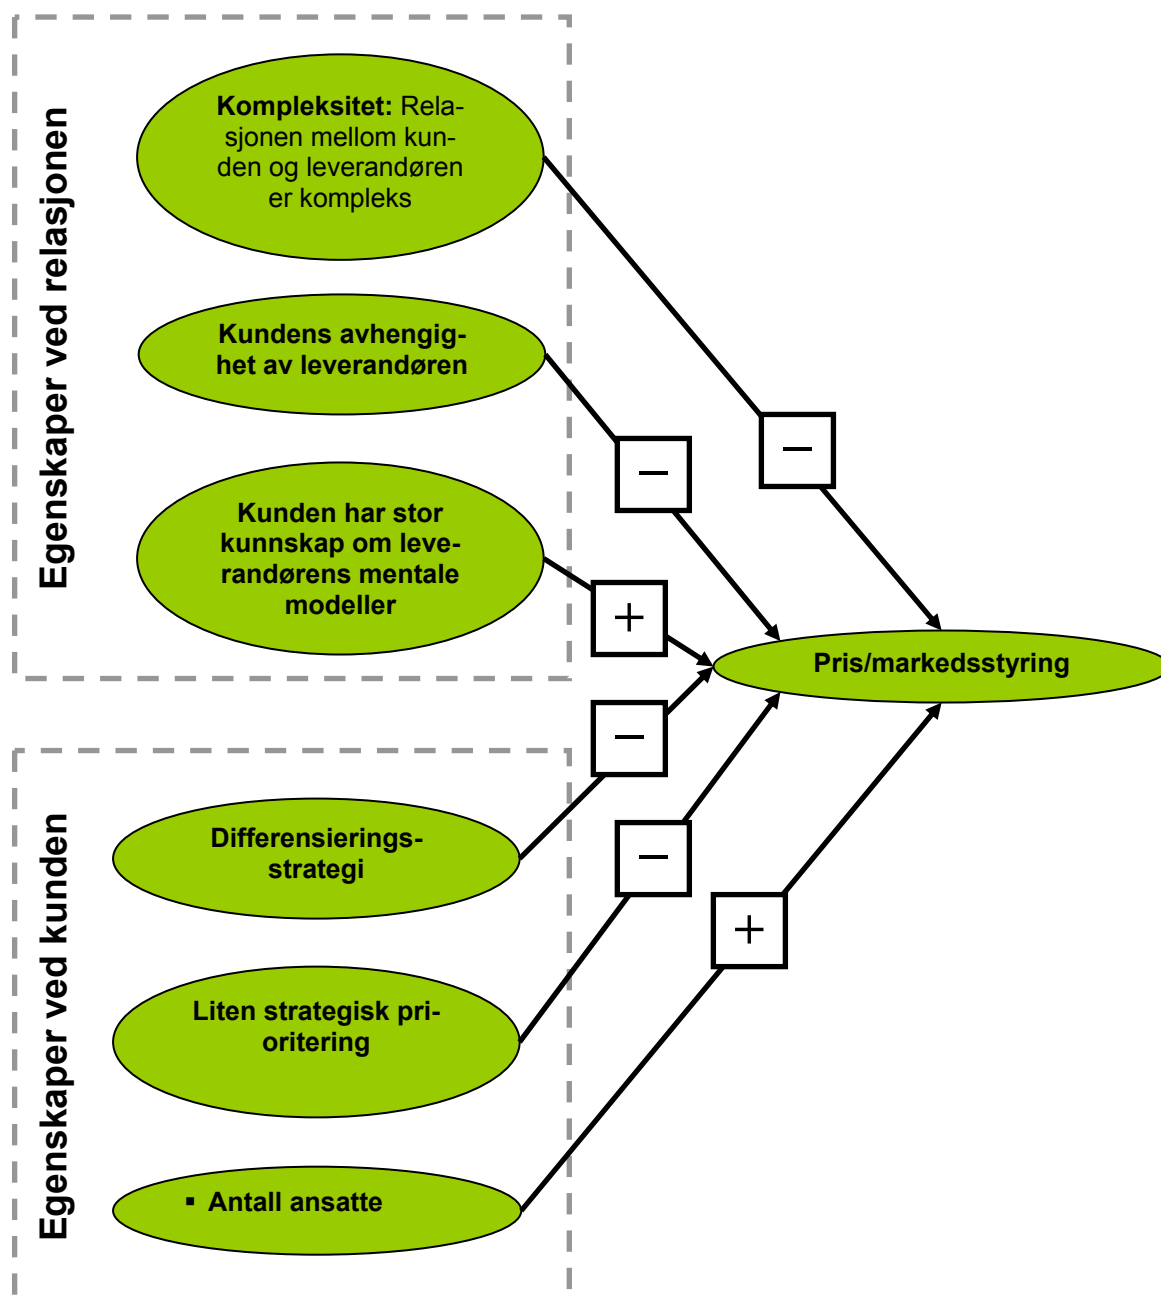 Egenskaper ved relasjonen
Kompleksitet: Rela-
sjonen mellom kun-
den og leverandøren
er kompleks
Kundens avhengig-
het av leverandøren
Kunden har stor
kunnskap om leve-
randørens mentale
modeller
−
−
+
Pris/markedsstyring
−
−
+
Egenskaper ved kunden
Differensierings-
strategi
Liten strategisk pri-
oritering
▪ Antall ansatte